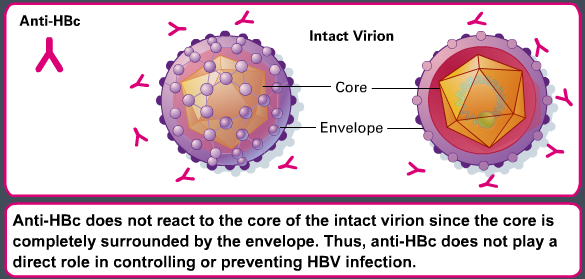 Anti-HBc
Intact Virion
Core
Envelope
Anti-HBc does not react to the core of the intact virion since the core is
completely surrounded by the envelope. Thus, anti-HBc does not play a
direct role in controlling or preventing HBV infection.